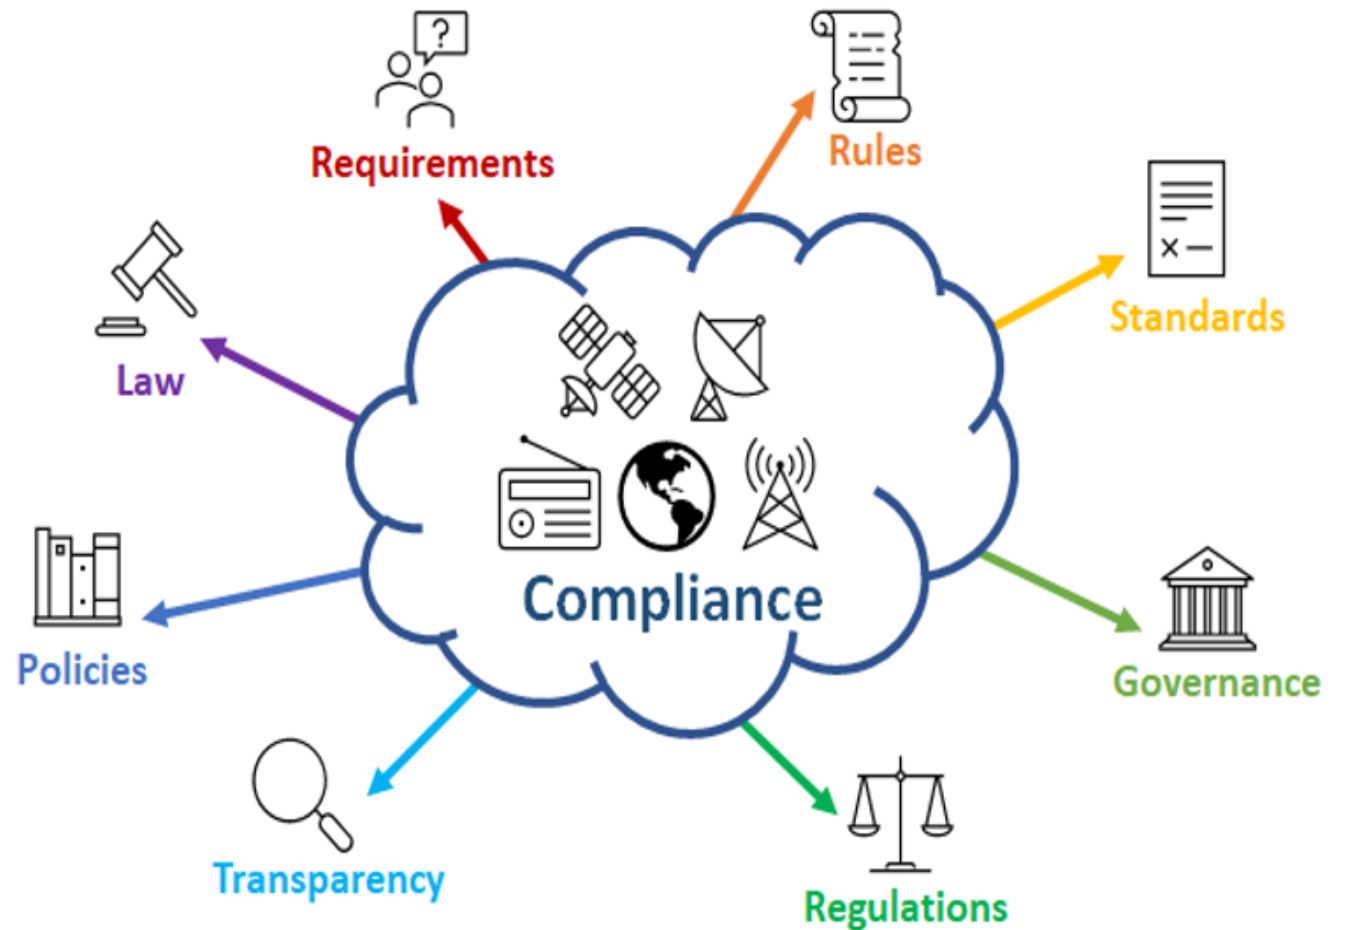 ?
Requirements
Rules
Standards
Law
Compliance
Policies
Governance
Transparency
Regulations